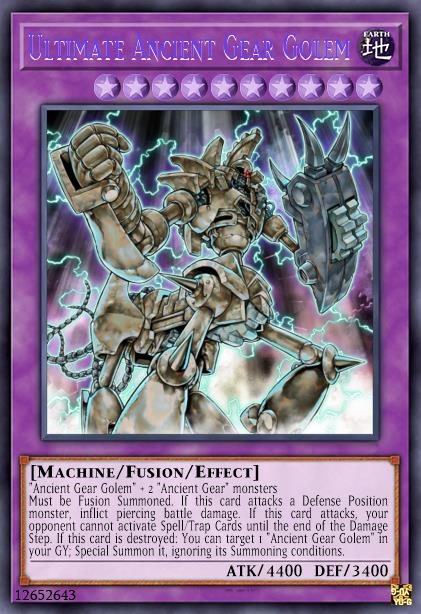 ULTIMATE ANCIENT GEAR GOLEM
EARTH
地
[MACHINE/FUSION/EFFECT]
"Ancient Gear Golem" + 2 "Ancient Gear" monsters
Must be Fusion Summoned. If this card attacks a Defense Position
monster, inflict piercing battle damage. If this card attacks, your
opponent cannot activate Spell/Trap Cards until the end of the Damage
Step. If this card is destroyed: You can target 1 "Ancient Gear Golem" in
your GY; Special Summon it, ignoring its Summoning conditions.
ATK/4400 DEF/3400
12652643